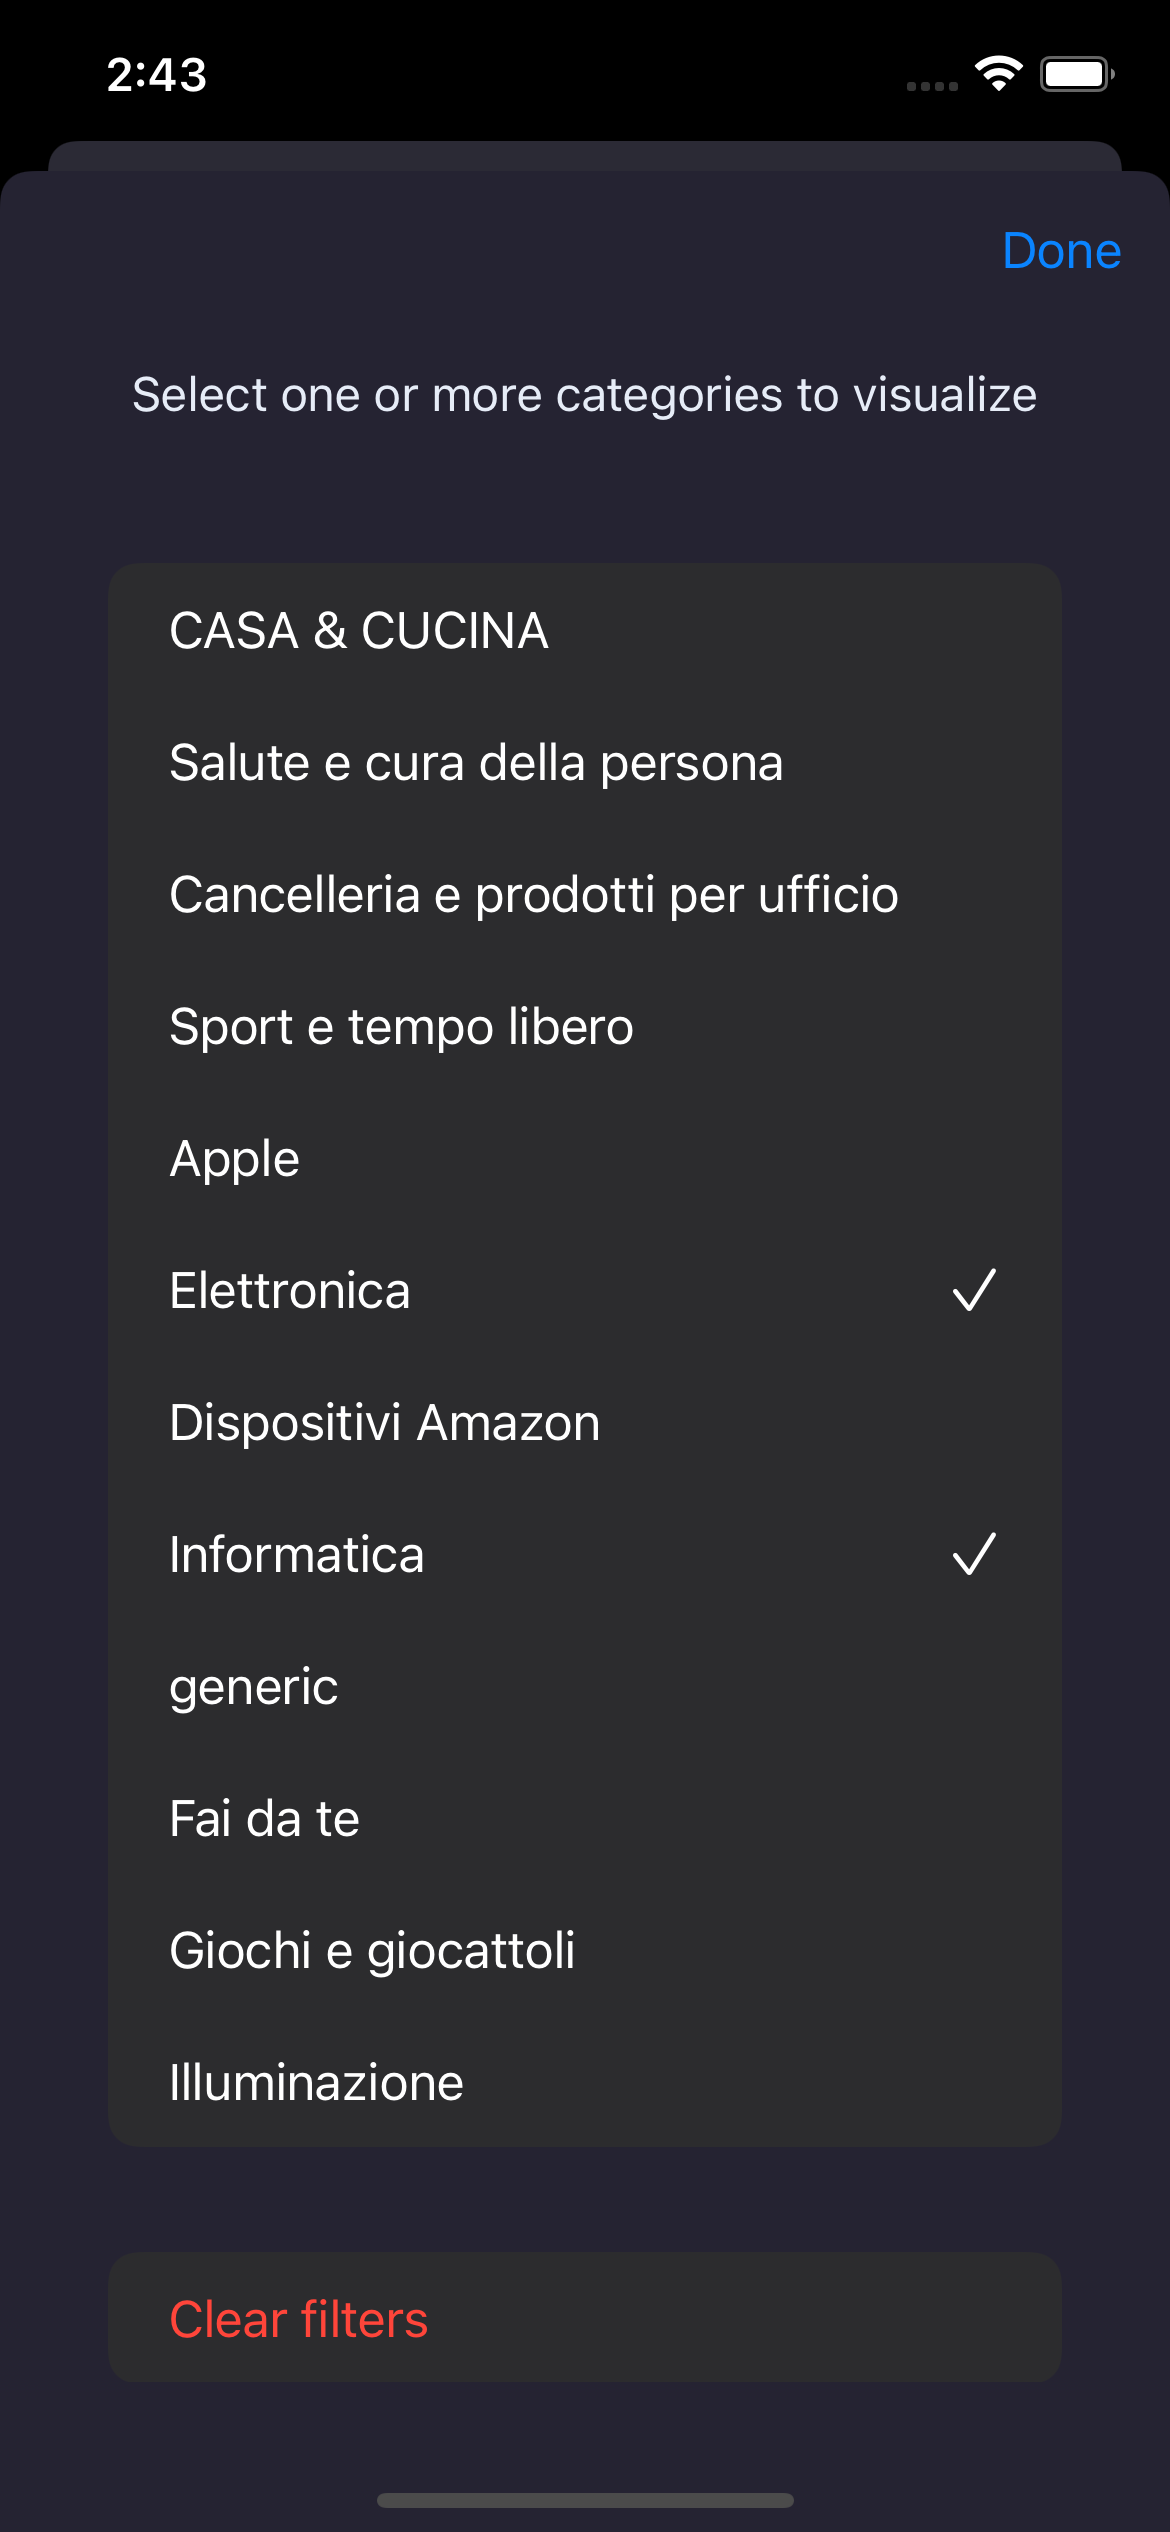 2:43
Done
Select one or more categories to visualize
CASA & CUCINA
Salute e cura della persona
Cancelleria e prodotti per ufficio
Sport e tempo libero
Apple
Elettronica
Dispositivi Amazon
Informatica
generic
Fai da te
Giochi e giocattoli
Illuminazione
Clear filters